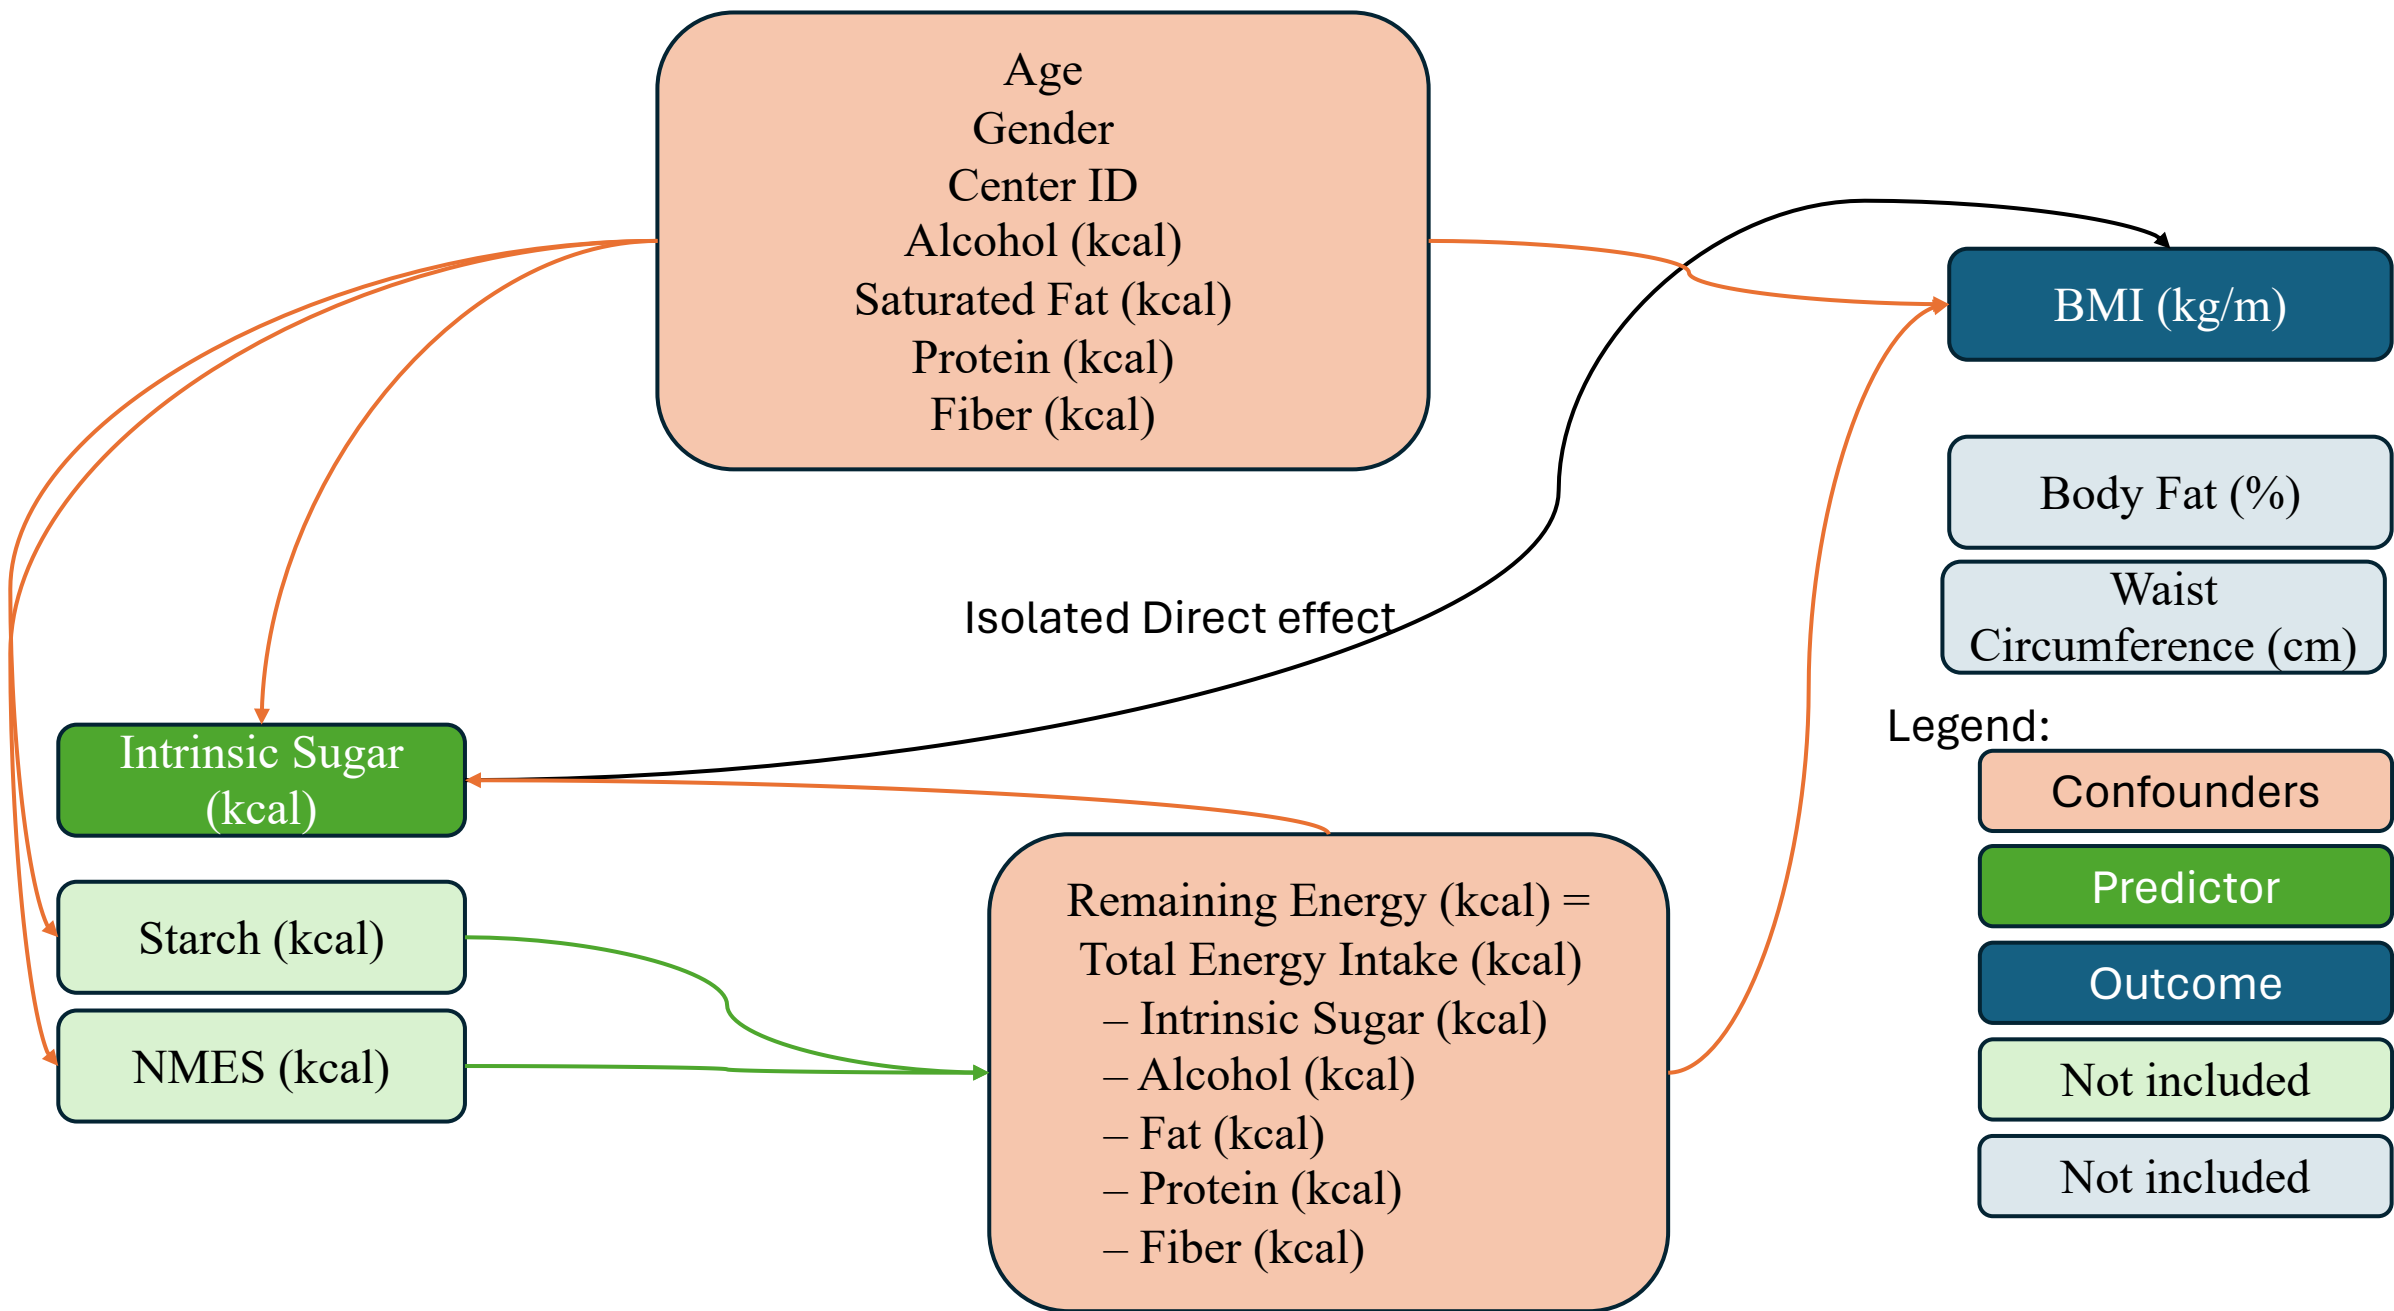 Age
Gender
Center ID
Alcohol (kcal)
Saturated Fat (kcal)
Protein (kcal)
Fiber (kcal)
BMI (kg/m)
Body Fat (%)
Waist
Circumference (cm)
Isolated Direct effect
Intrinsic Sugar
(kcal)
Starch (kcal)
NMES (kcal)
Remaining Energy (kcal) =
Total Energy Intake (kcal)
– Intrinsic Sugar (kcal)
– Alcohol (kcal)
– Fat (kcal)
– Protein (kcal)
– Fiber (kcal)
Legend:
Confounders
Predictor
Outcome
Not included
Not included